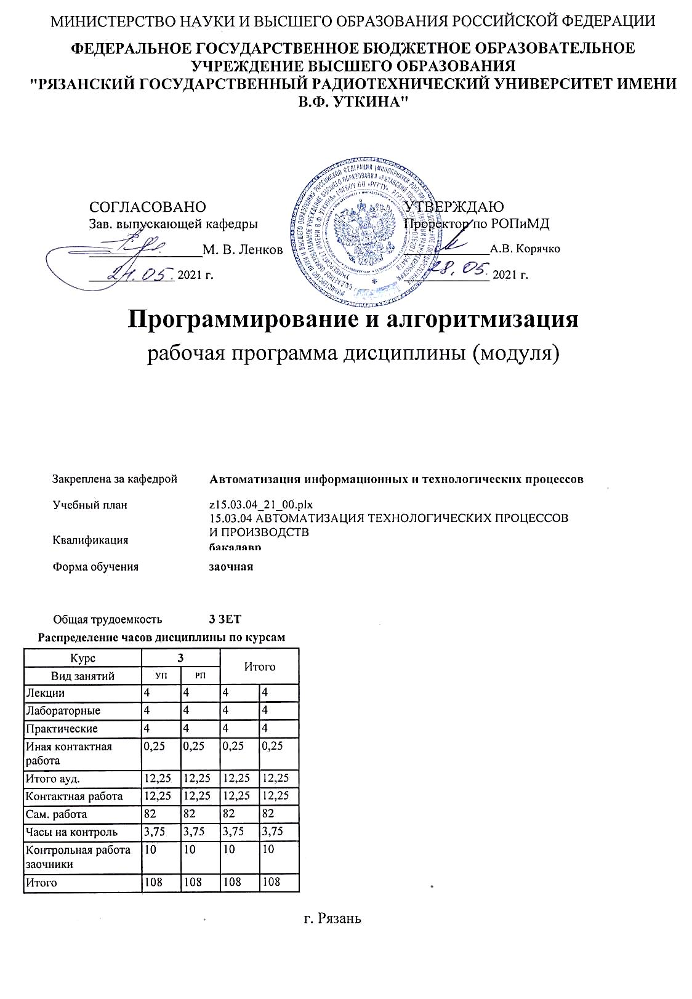 МИНИСТЕРСТВО НАУКИ И ВЫСШЕГО ОБРАЗОВАНИЯ РОССИЙСКОЙ ФЕДЕРАЦИИ
ФЕДЕРАЛЬНОЕ ГОСУДАРСТВЕННОЕ БЮДЖЕТНОЕ ОБРАЗОВАТЕЛЬНОЕ
УЧРЕЖДЕНИЕ ВЫСШЕГО ОБРАЗОВАНИЯ
"РЯЗАНСКИЙ ГОСУДАРСТВЕННЫЙ РАДИОТЕХНИЧЕСКИЙ УНИВЕРСИТЕТ ИМЕНИ
В.Ф. УТКИНА"
СОГЛАСОВАНО
Зав. выпускающей кафедры
М. В. Ленков
21.05. 2021 г.
УТВЕРЖДАЮ
Проректор по РОПиМД
А.В. Корячко
28.05. 2021 г.
Программирование и алгоритмизация
рабочая программа дисциплины (модуля)
Закреплена за кафедрой Автоматизация информационных и технологических процессов
Учебный план z15.03.04_21_00.plx
15.03.04 АВТОМАТИЗАЦИЯ ТЕХНОЛОГИЧЕСКИХ ПРОЦЕССОВ
И ПРОИЗВОДСТВ
Квалификация бакалавр
Форма обучения заочная
Общая трудоемкость 3 ЗЕТ
Распределение часов дисциплины по курсам
Курс 3 Итого
Вид занятий УП РП
Лекции 4 4 4 4
Лабораторные 4 4 4 4
Практические 4 4 4 4
Иная контактная
работа 0,25 0,25 0,25 0,25
Итого ауд. 12,25 12,25 12,25 12,25
Контактная работа 12,25 12,25 12,25 12,25
Сам. работа 82 82 82 82
Часы на контроль 3,75 3,75 3,75 3,75
Контрольная работа
заочники 10 10 10 10
Итого 108 108 108 108
г. Рязань